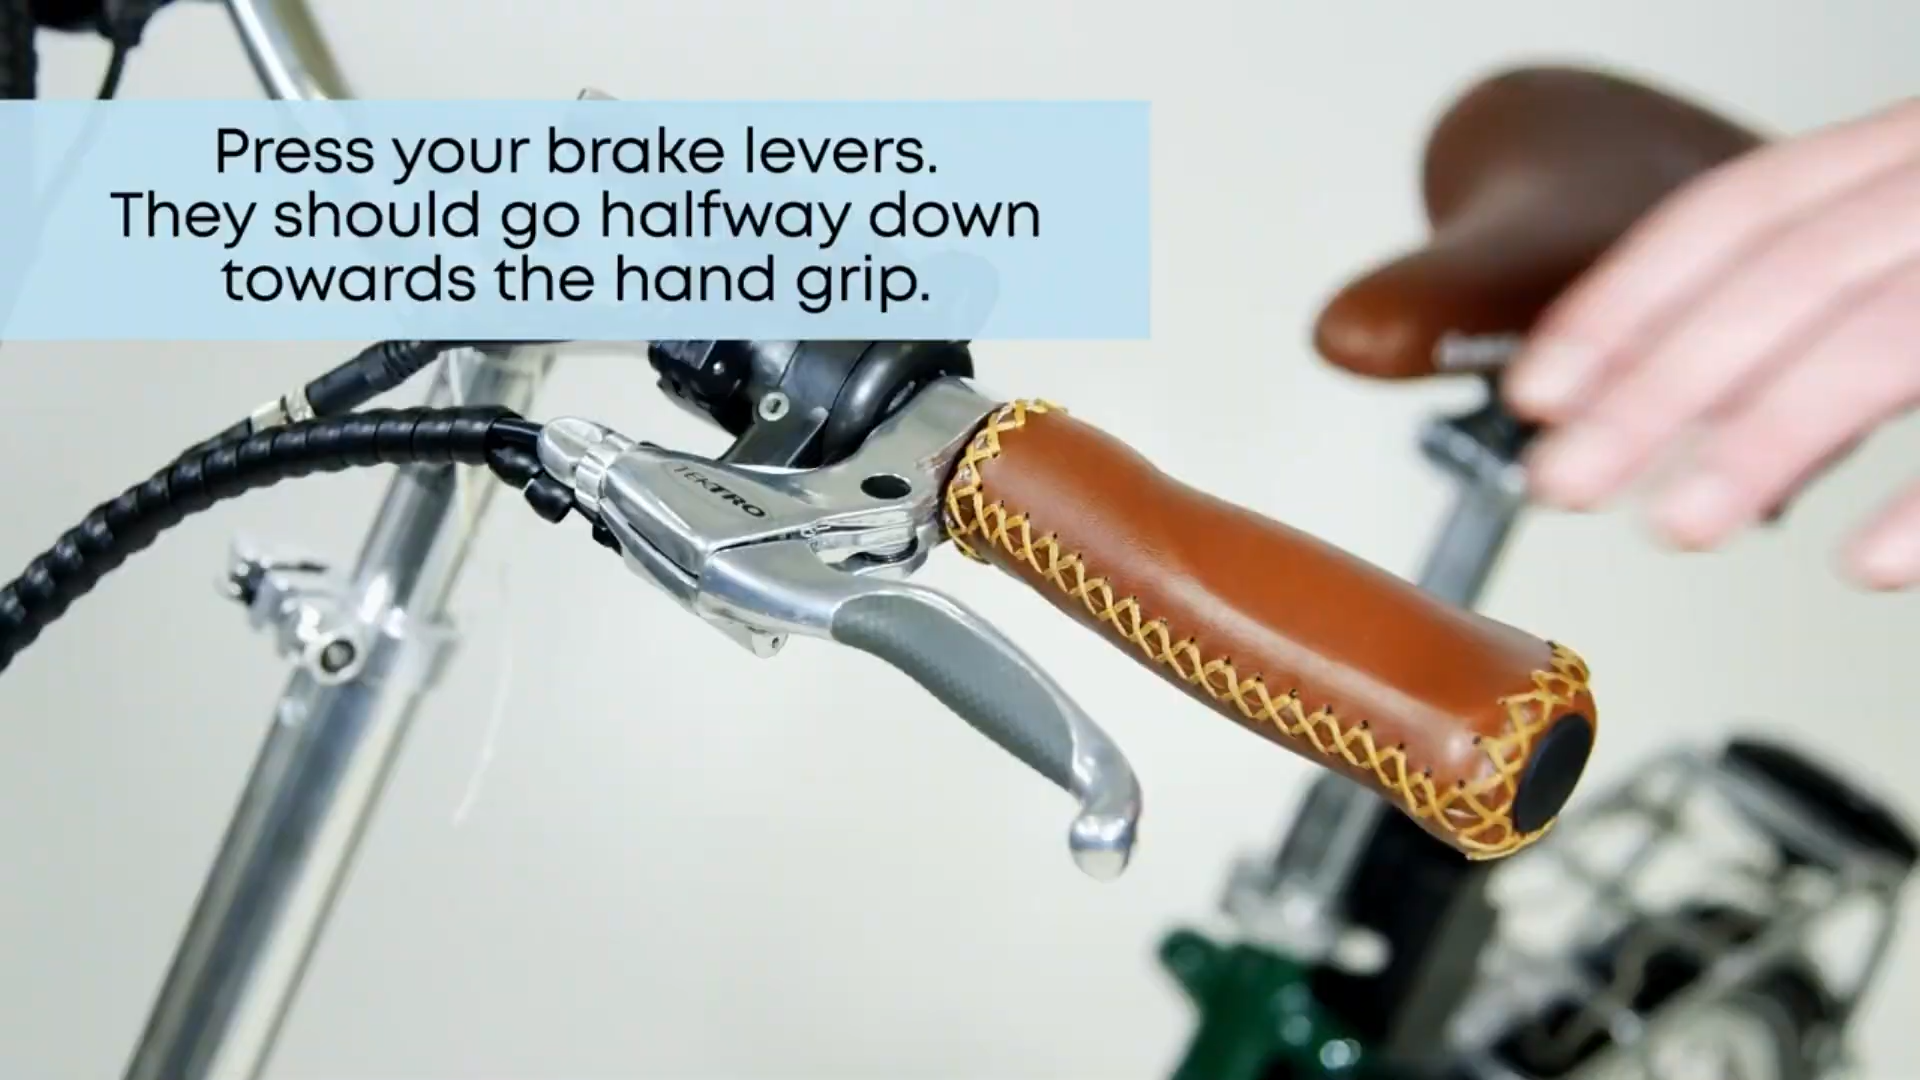 Press your brake levers.
They should go halfway down
towards the hand grip.
TEKTRO